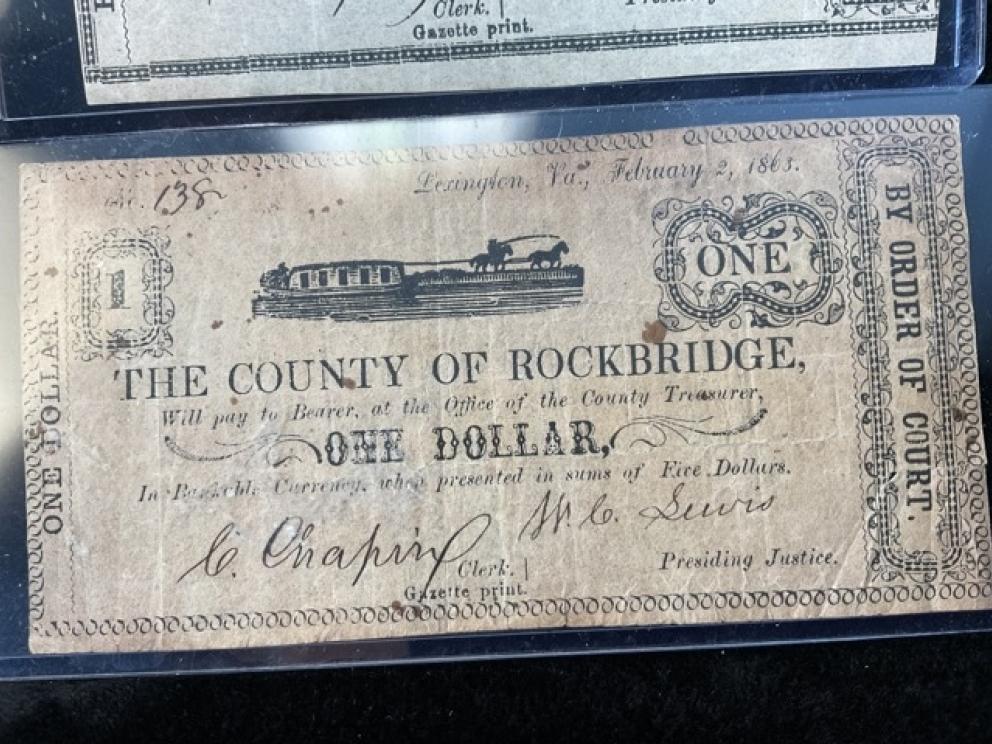 Clerk.
Gazette print.
No. 138
Lexington, Va., February 2, 1863.
1
ONE
ONE DOLLAR.
BY ORDER OF COURT.
THE COUNTY OF ROCKBRIDGE,
Will pay to Bearer, at the Office of the County Treasurer,
ONE DOLLAR,
In Bankable Currency, when presented in sums of Five Dollars.
C. Chapin Clerk.
W. C. Lewis
Presiding Justice.
Gazette print.